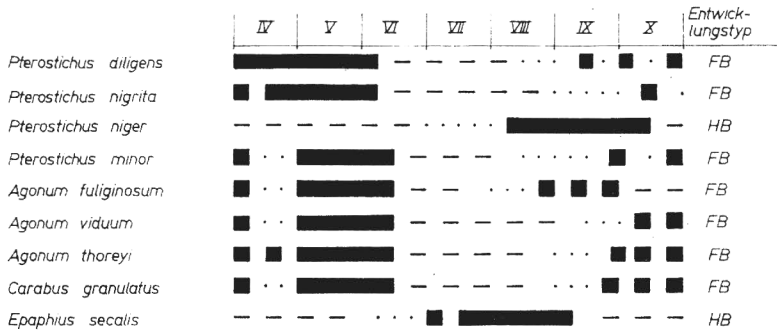 IV V VI VII VIII IX X Entwick-
lungstyp
Pterostichus diligens FB
Pterostichus nigrita FB
Pterostichus niger HB
Pterostichus minor FB
Agonum fuliginosum FB
Agonum viduum FB
Agonum thoreyi FB
Carabus granulatus FB
Epaphius secalis HB